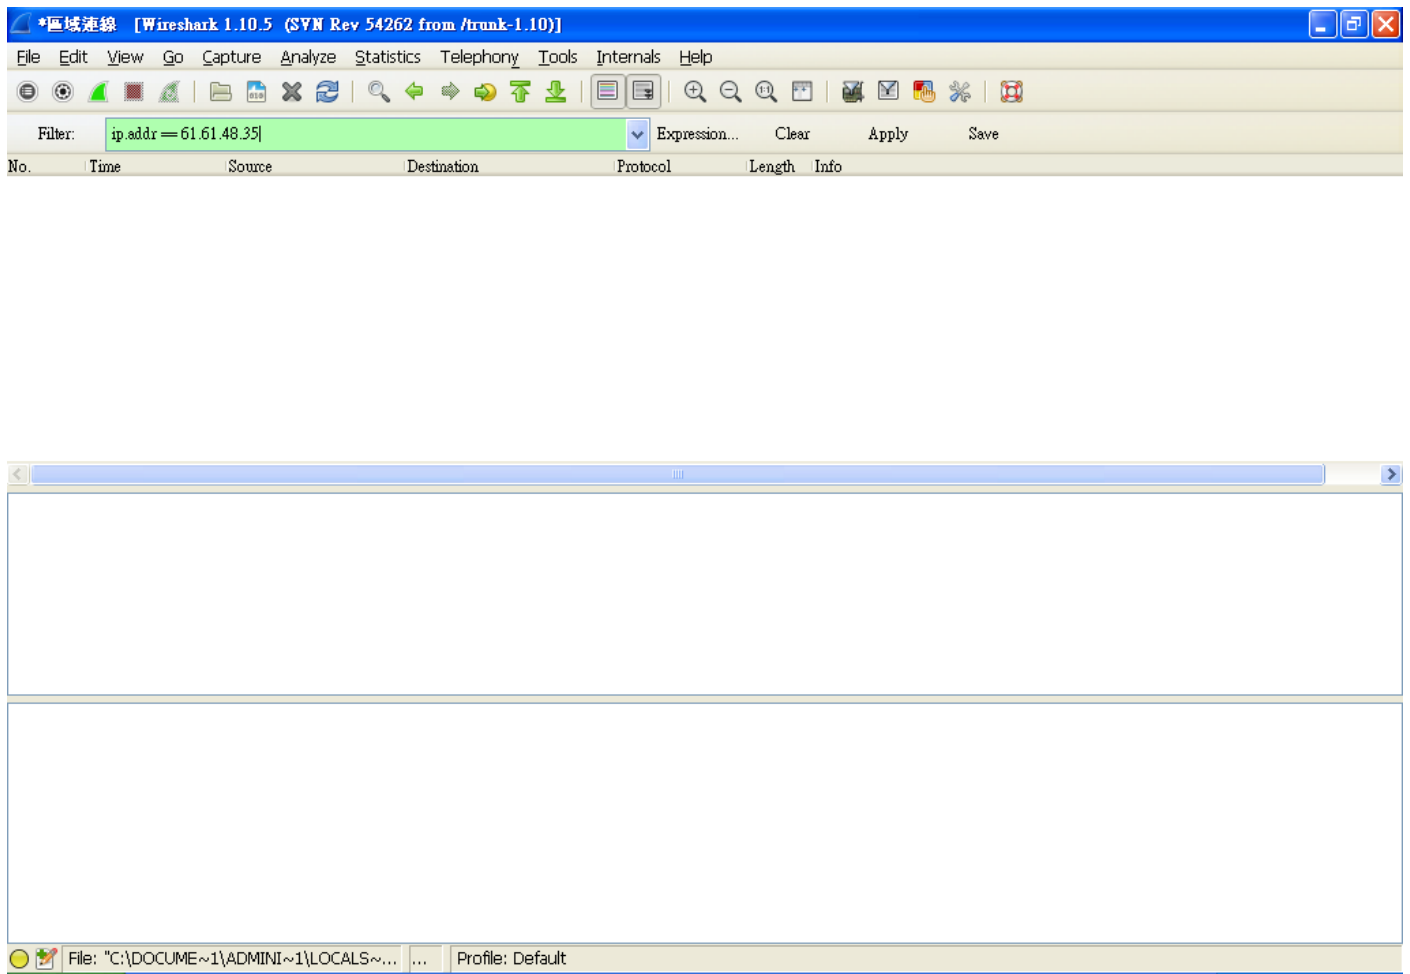 *區域連線 [Wireshark 1.10.5 (SVN Rev 54262 from /trunk-1.10)]
File Edit View Go Capture Analyze Statistics Telephony Tools Internals Help
Filter: ip.addr == 61.61.48.35 Expression... Clear Apply Save
No. Time Source Destination Protocol Length Info
File: "C:\DOCUME~1\ADMINI~1\LOCALS~... ... Profile: Default